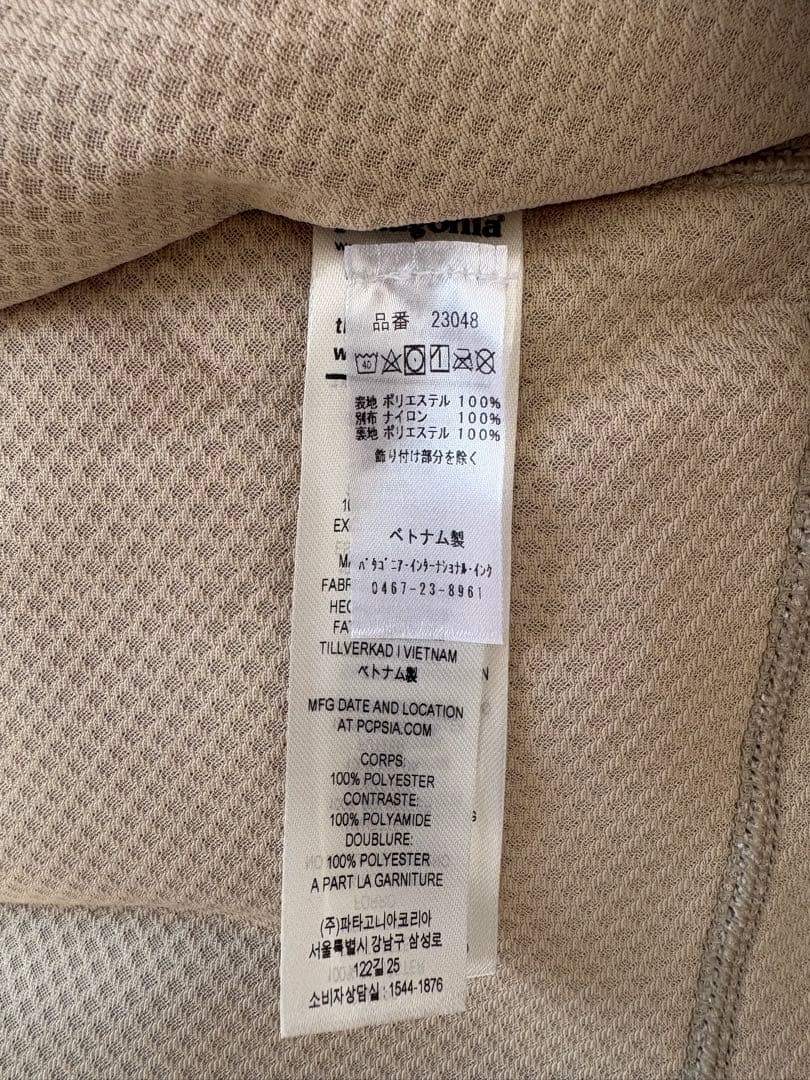 品番 23048
40
表地 ポリエステル 100%
別布 ナイロン 100%
裏地 ポリエステル 100%
飾り付け部分を除く
ベトナム製
パタゴニア・インターナショナル・インク
0467-23-8961
TILLVERKAD I VIETNAM
ベトナム製
MFG DATE AND LOCATION
AT PCPSIA.COM
CORPS:
100% POLYESTER
CONTRASTE:
100% POLYAMIDE
DOUBLURE:
100% POLYESTER
A PART LA GARNITURE
(주)파타고니아코리아
서울특별시 강남구 삼성로
122길 25
소비자상담실 : 1544-1876